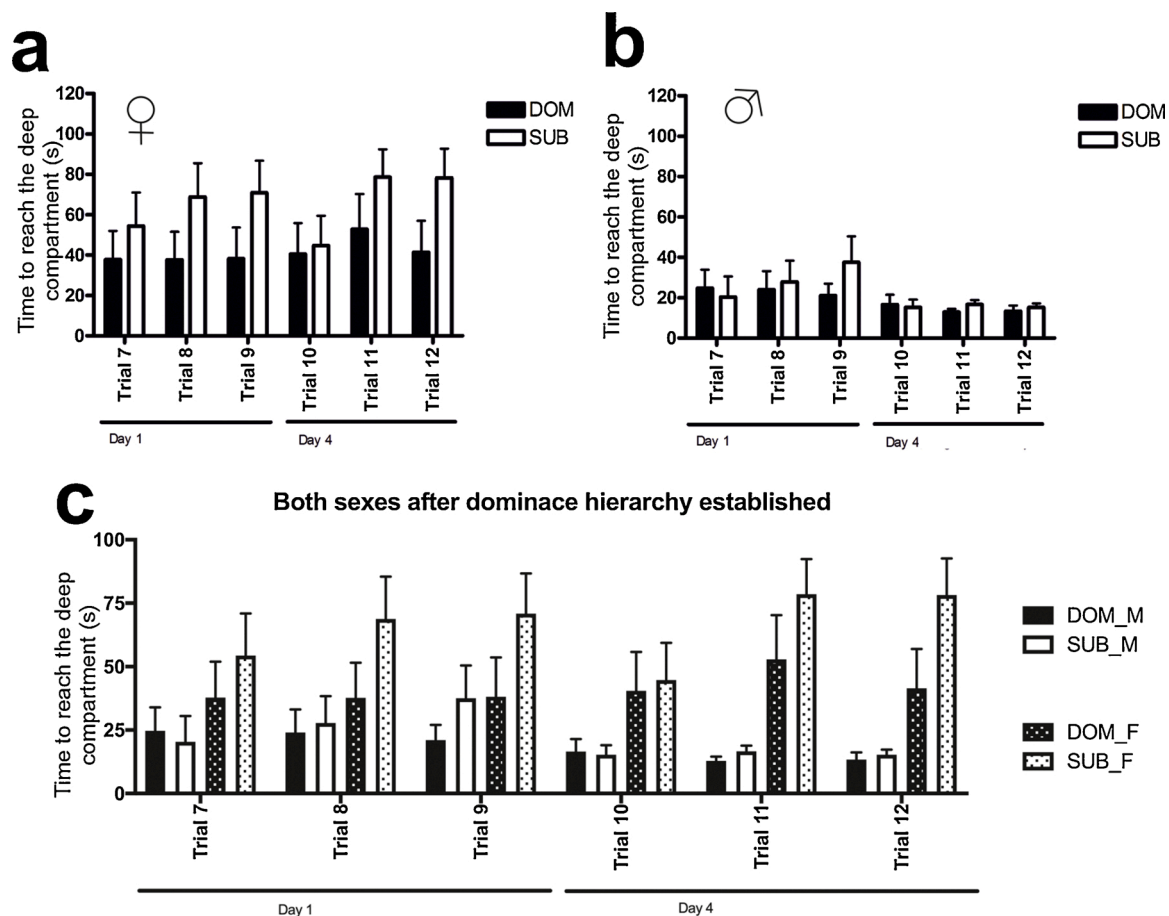 a
120
100
80
60
40
20
0
Time to reach the deep
compartment (s)
DOM
SUB
Trial 7
Trial 8
Trial 9
Trial 10
Trial 11
Trial 12
Day 1
Day 4
b
120
100
80
60
40
20
0
Time to reach the deep
compartment (s)
DOM
SUB
Trial 7
Trial 8
Trial 9
Trial 10
Trial 11
Trial 12
Day 1
Day 4
c
Both sexes after dominace hierarchy established
100
75
50
25
0
Time to reach the deep
compartment (s)
DOM_M
SUB_M
DOM_F
SUB_F
Trial 7
Trial 8
Trial 9
Trial 10
Trial 11
Trial 12
Day 1
Day 4